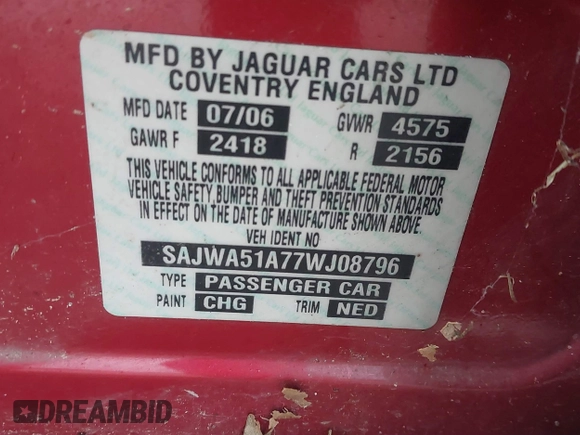 MFD BY JAGUAR CARS LTD
COVENTRY ENGLAND
MFD DATE 07/06 GVWR 4575
GAWR F 2418 R 2156
THIS VEHICLE CONFORMS TO ALL APPLICABLE FEDERAL MOTOR
VEHICLE SAFETY, BUMPER AND THEFT PREVENTION STANDARDS
IN EFFECT ON THE DATE OF MANUFACTURE SHOWN ABOVE.
VEH IDENT NO
SAJWA51A77WJ08796
TYPE PASSENGER CAR
PAINT CHG TRIM NED
DREAMBID